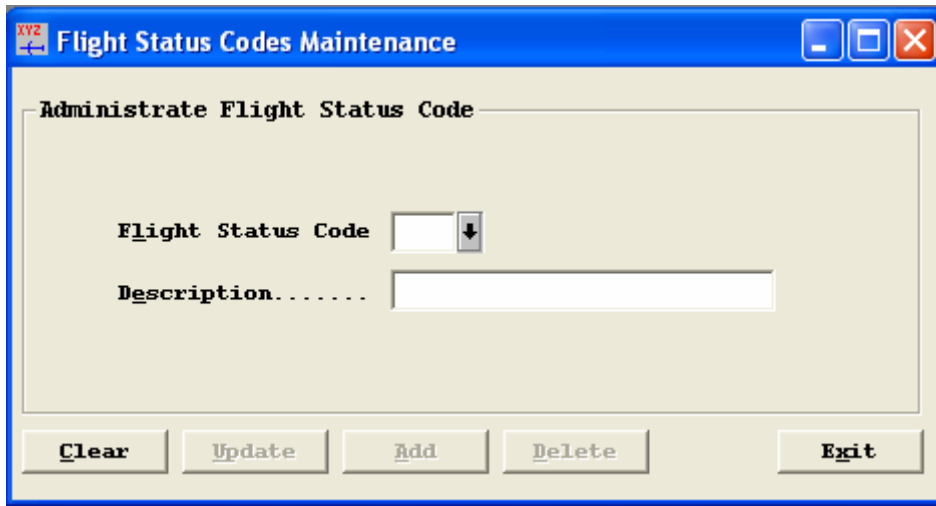 XYZ Flight Status Codes Maintenance
Administrate Flight Status Code
Flight Status Code
Description.......
Clear Update Add Delete Exit